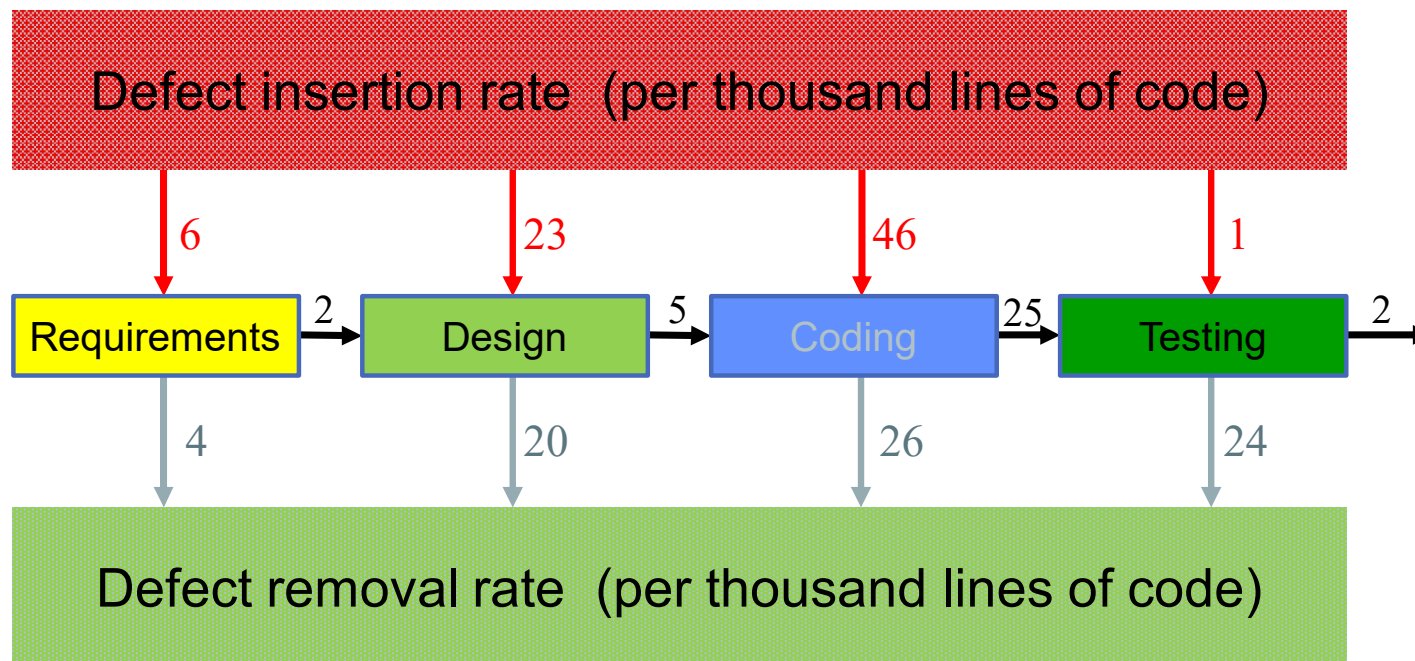 Defect insertion rate (per thousand lines of code)
6
23
46
1
Requirements
2
Design
5
Coding
25
Testing
2
4
20
26
24
Defect removal rate (per thousand lines of code)